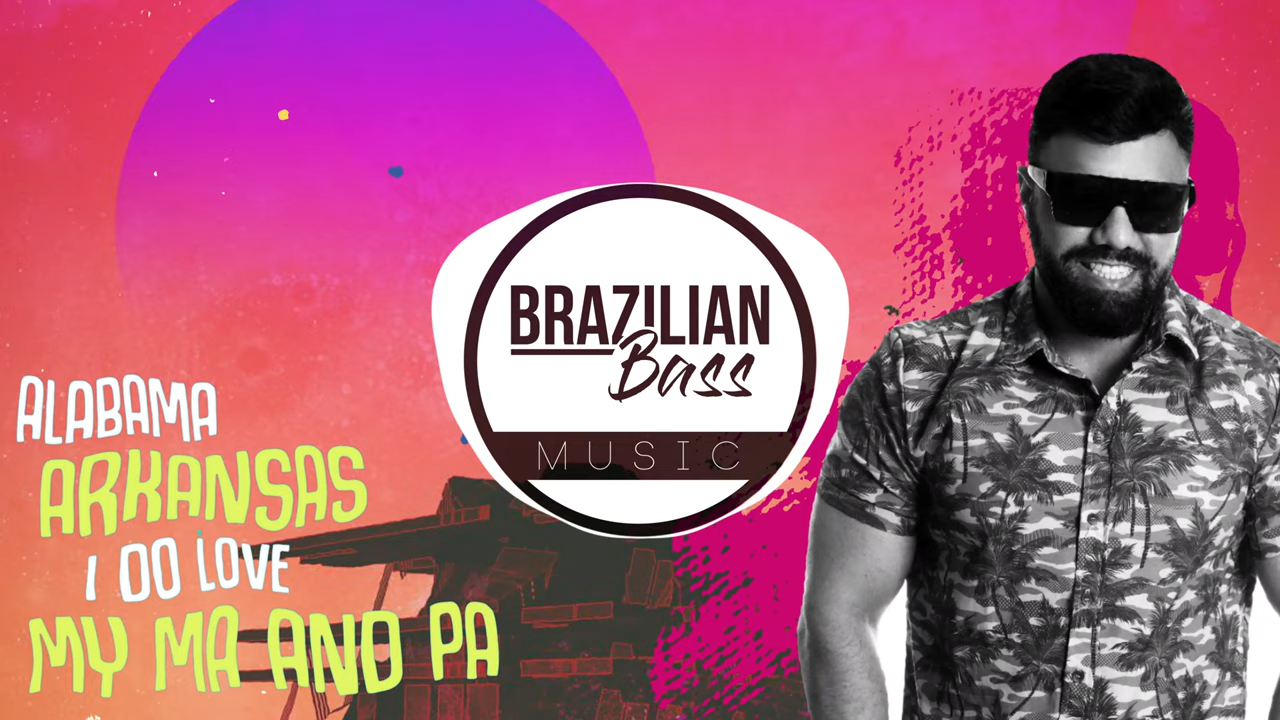 BRAZILIAN
Bass
MUSIC
ALABAMA
ARKANSAS
I DO LOVE
MY MA AND PA